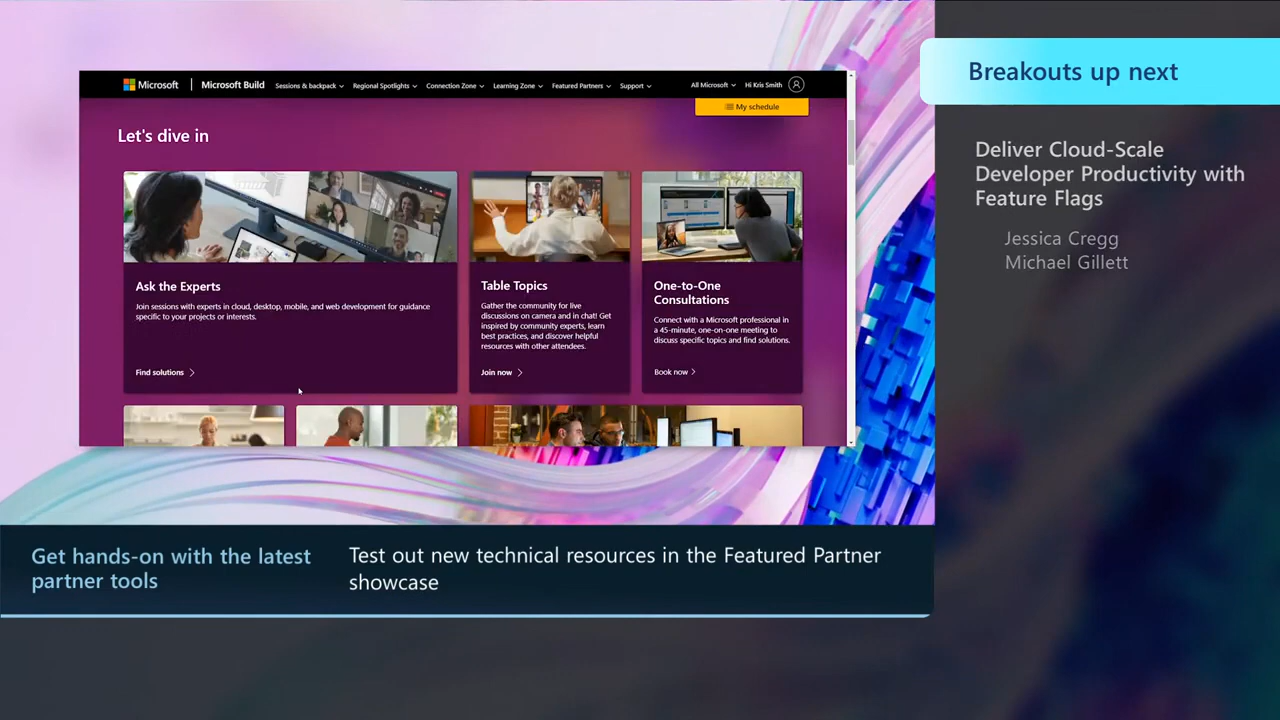 Microsoft | Microsoft Build Sessions & backpack Regional Spotlights Connection Zone Learning Zone Featured Partners Support All Microsoft Hi Kris Smith
My schedule
Let's dive in
Ask the Experts
Join sessions with experts in cloud, desktop, mobile, and web development for guidance
specific to your projects or interests.
Find solutions
Table Topics
Gather the community for live
discussions on camera and in chat! Get
inspired by community experts, learn
best practices, and discover helpful
resources with other attendees.
Join now
One-to-One
Consultations
Connect with a Microsoft professional in
a 45-minute, one-on-one meeting to
discuss specific topics and find solutions.
Book now
Breakouts up next
Deliver Cloud-Scale
Developer Productivity with
Feature Flags
Jessica Cregg
Michael Gillett
Get hands-on with the latest
partner tools
Test out new technical resources in the Featured Partner
showcase